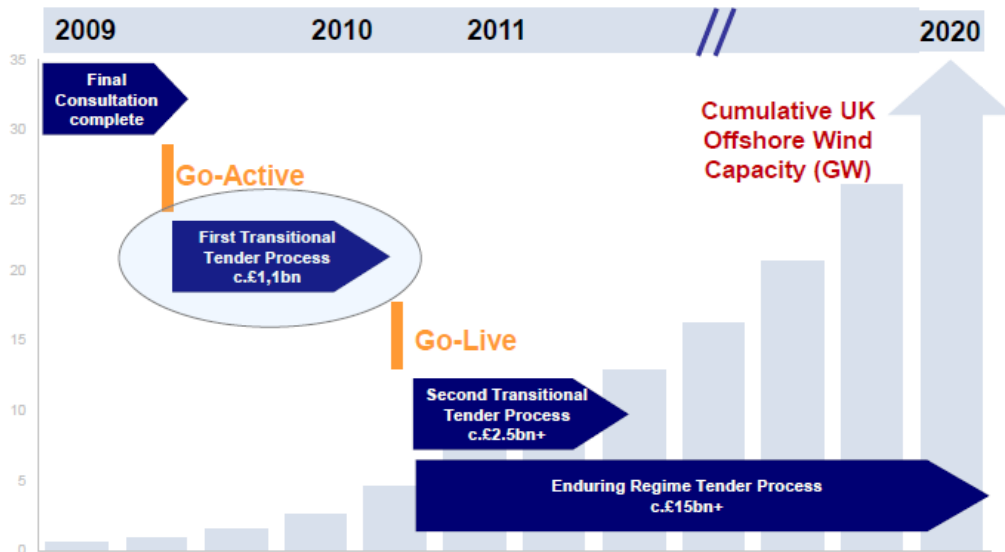 2009 2010 2011 2020
35
Final
Consultation
complete
30
Cumulative UK
Offshore Wind
Capacity (GW)
Go-Active
25
First Transitional
Tender Process
c.£1,1bn
20
15
Go-Live
Second Transitional
Tender Process
c.£2.5bn+
10
5
Enduring Regime Tender Process
c.£15bn+
0